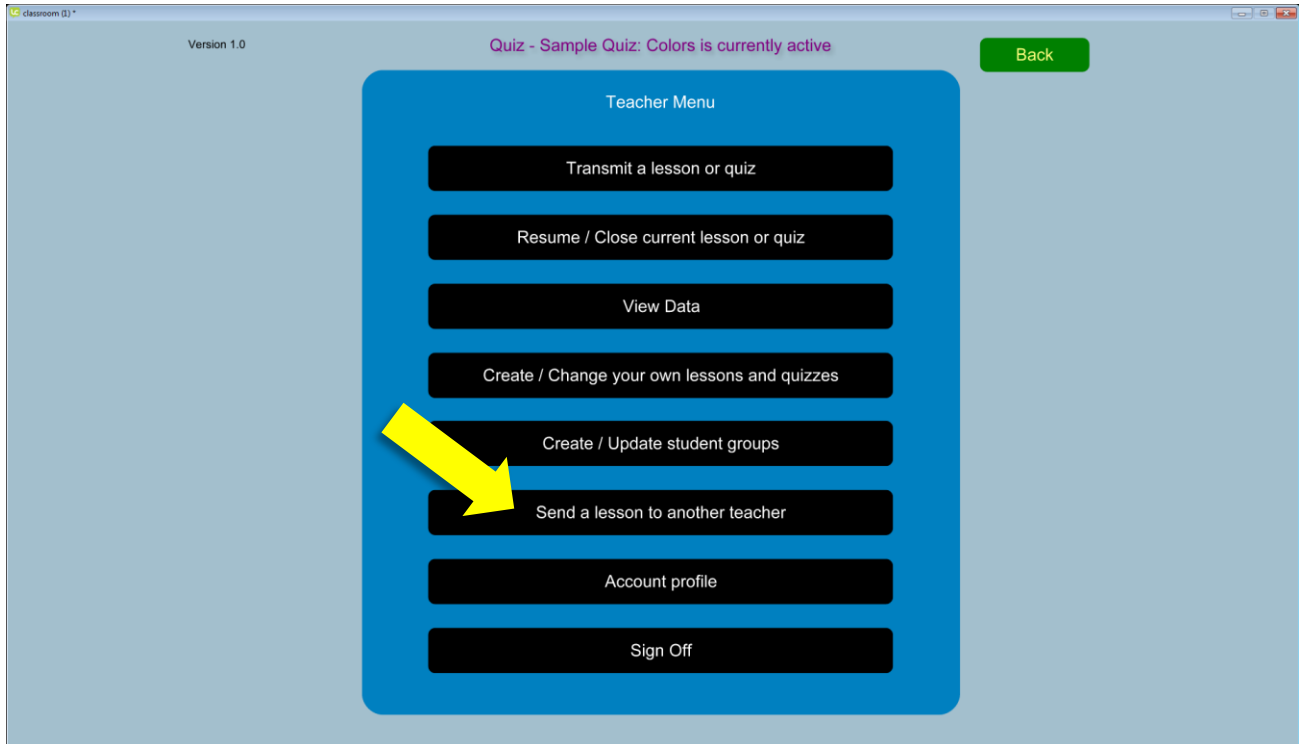 classroom (1) *
Version 1.0
Quiz - Sample Quiz: Colors is currently active
Back
Teacher Menu
Transmit a lesson or quiz
Resume / Close current lesson or quiz
View Data
Create / Change your own lessons and quizzes
Create / Update student groups
Send a lesson to another teacher
Account profile
Sign Off